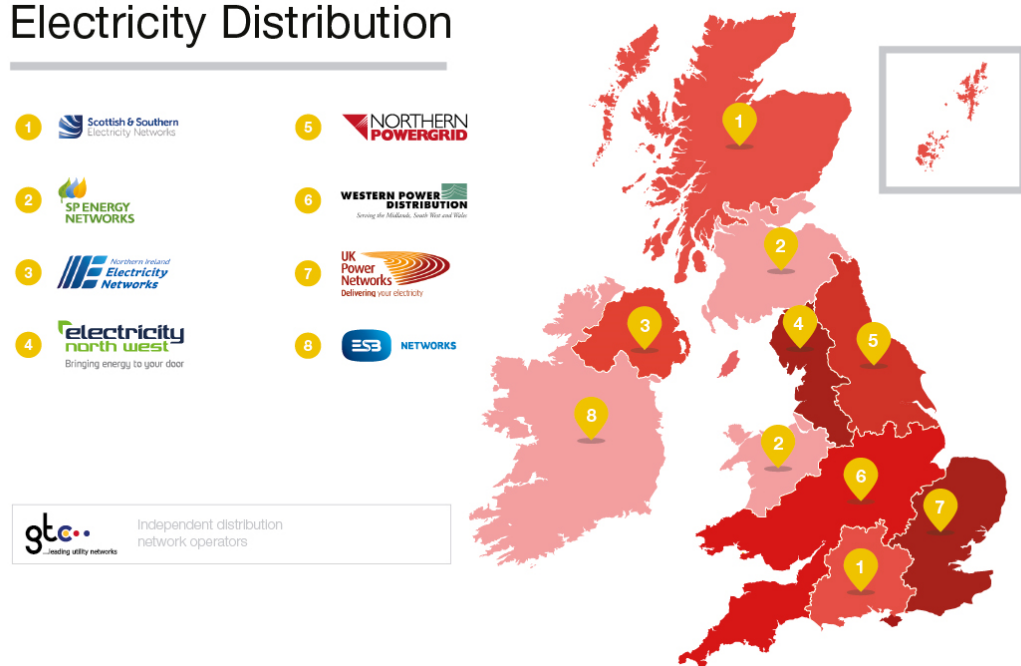 Electricity Distribution
1
Scottish & Southern
Electricity Networks
2
SP ENERGY
NETWORKS
3
Northern Ireland
Electricity
Networks
4
electricity
north west
Bringing energy to your door
5
NORTHERN
POWERGRID
6
WESTERN POWER
DISTRIBUTION
Serving the Midlands, South West and Wales
7
UK
Power
Networks
Delivering your electricity
8
ESB NETWORKS
gtc
...leading utility networks
Independent distribution
network operators
1
2
3
4
5
8
2
6
7
1